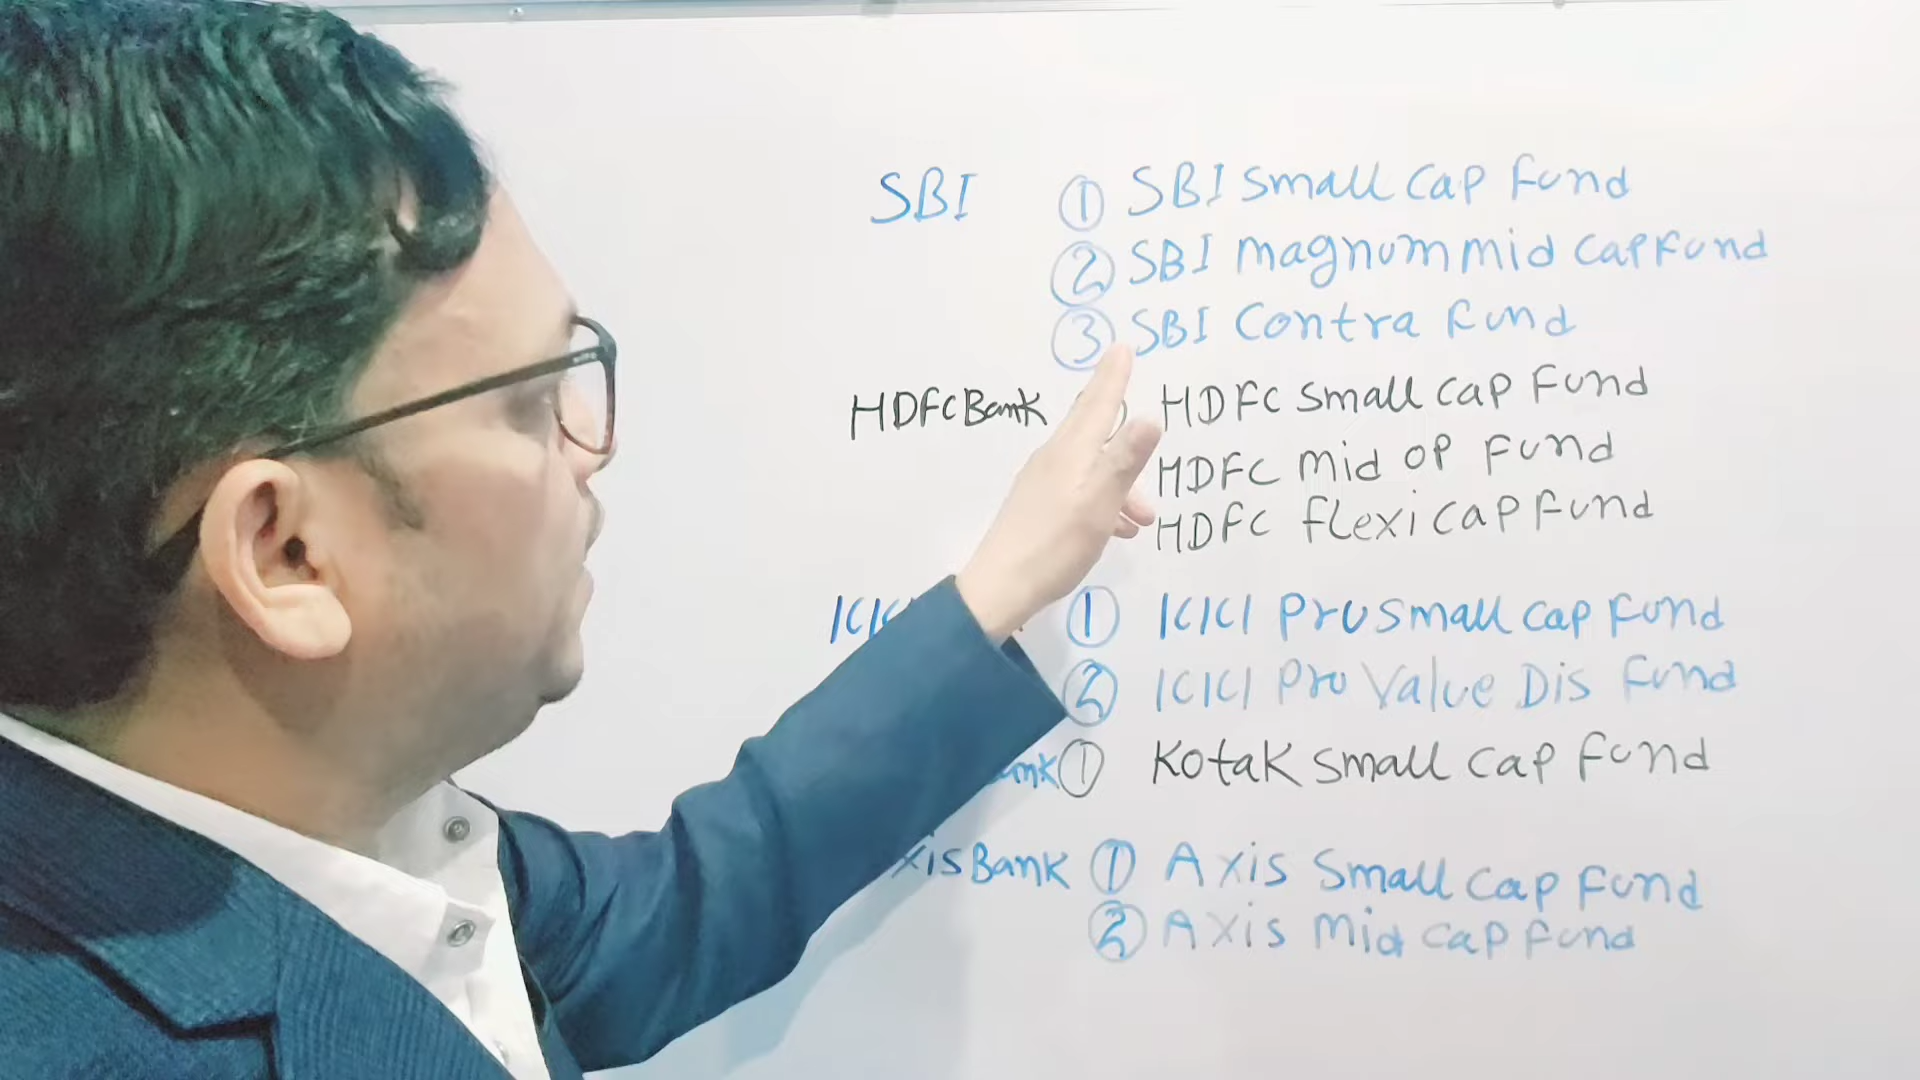 SBI ① SBI Small Cap Fund
② SBI Magnum Mid Cap Fund
③ SBI Contra Fund
HDFC Bank HDFC Small Cap Fund
HDFC Mid OP Fund
HDFC Flexi Cap Fund
① ICICI Pru Small Cap Fund
② ICICI Pru Value Dis Fund
① Kotak Small Cap Fund
Bank ① Axis Small Cap Fund
② Axis Mid Cap Fund